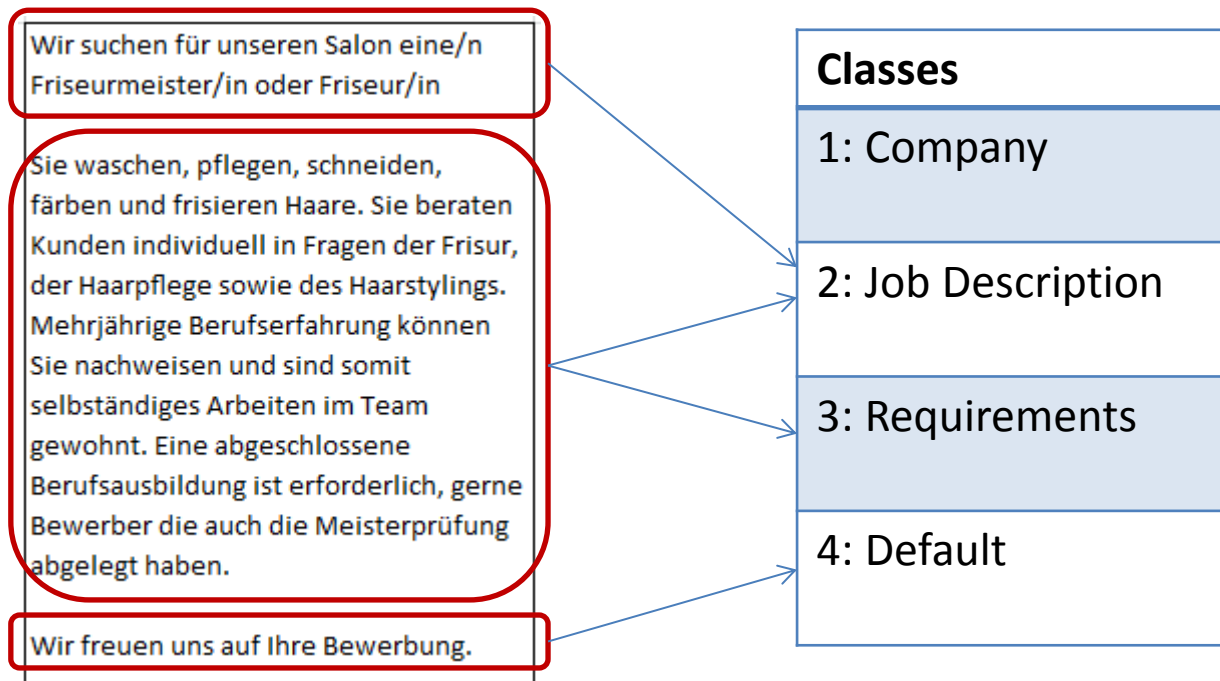 Wir suchen für unseren Salon eine/n
Friseurmeister/in oder Friseur/in
Sie waschen, pflegen, schneiden,
färben und frisieren Haare. Sie beraten
Kunden individuell in Fragen der Frisur,
der Haarpflege sowie des Haarstylings.
Mehrjährige Berufserfahrung können
Sie nachweisen und sind somit
selbständiges Arbeiten im Team
gewohnt. Eine abgeschlossene
Berufsausbildung ist erforderlich, gerne
Bewerber die auch die Meisterprüfung
abgelegt haben.
Wir freuen uns auf Ihre Bewerbung.
Classes
1: Company
2: Job Description
3: Requirements
4: Default